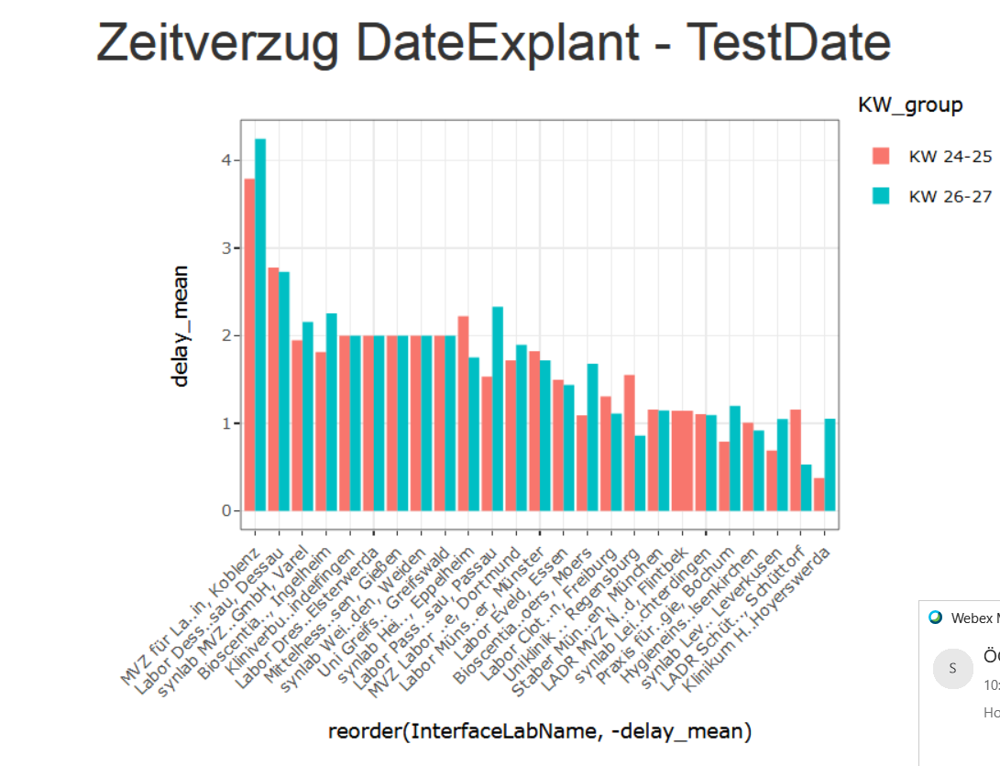 Zeitverzug DateExplant - TestDate
KW_group
KW 24-25
KW 26-27
delay_mean
4
3
2
1
0
MVZ für La..in, Koblenz
Labor Dess..sau, Dessau
synlab MVZ..GmbH, Varel
Bioscentia.., Ingelheim
Kliniverbu..indelfingen
Labor Dres..Elsterwerda
Mittelhess..sen, Gießen
synlab Wei..den, Weiden
Uni Greifs.., Greifswald
synlab Hei.., Eppelheim
Labor Pass..sau, Passau
MVZ Labor ..e, Dortmund
Labor Müns..er, Münster
Labor Eveld, Essen
Bioscentia..oers, Moers
Labor Clot..n, Freiburg
Uniklinik ..  Regensburg
Staber Mün..en, München
LADR MVZ N..d, Flintbek
synlab Lei..chterdingen
Praxis für..gie, Bochum
Hygieneins..lsenkirchen
synlab Lev.. Leverkusen
LADR Schüt.., Schüttorf
Klinikum H..Hoyerswerda
reorder(InterfaceLabName, -delay_mean)
Webex
S
10: